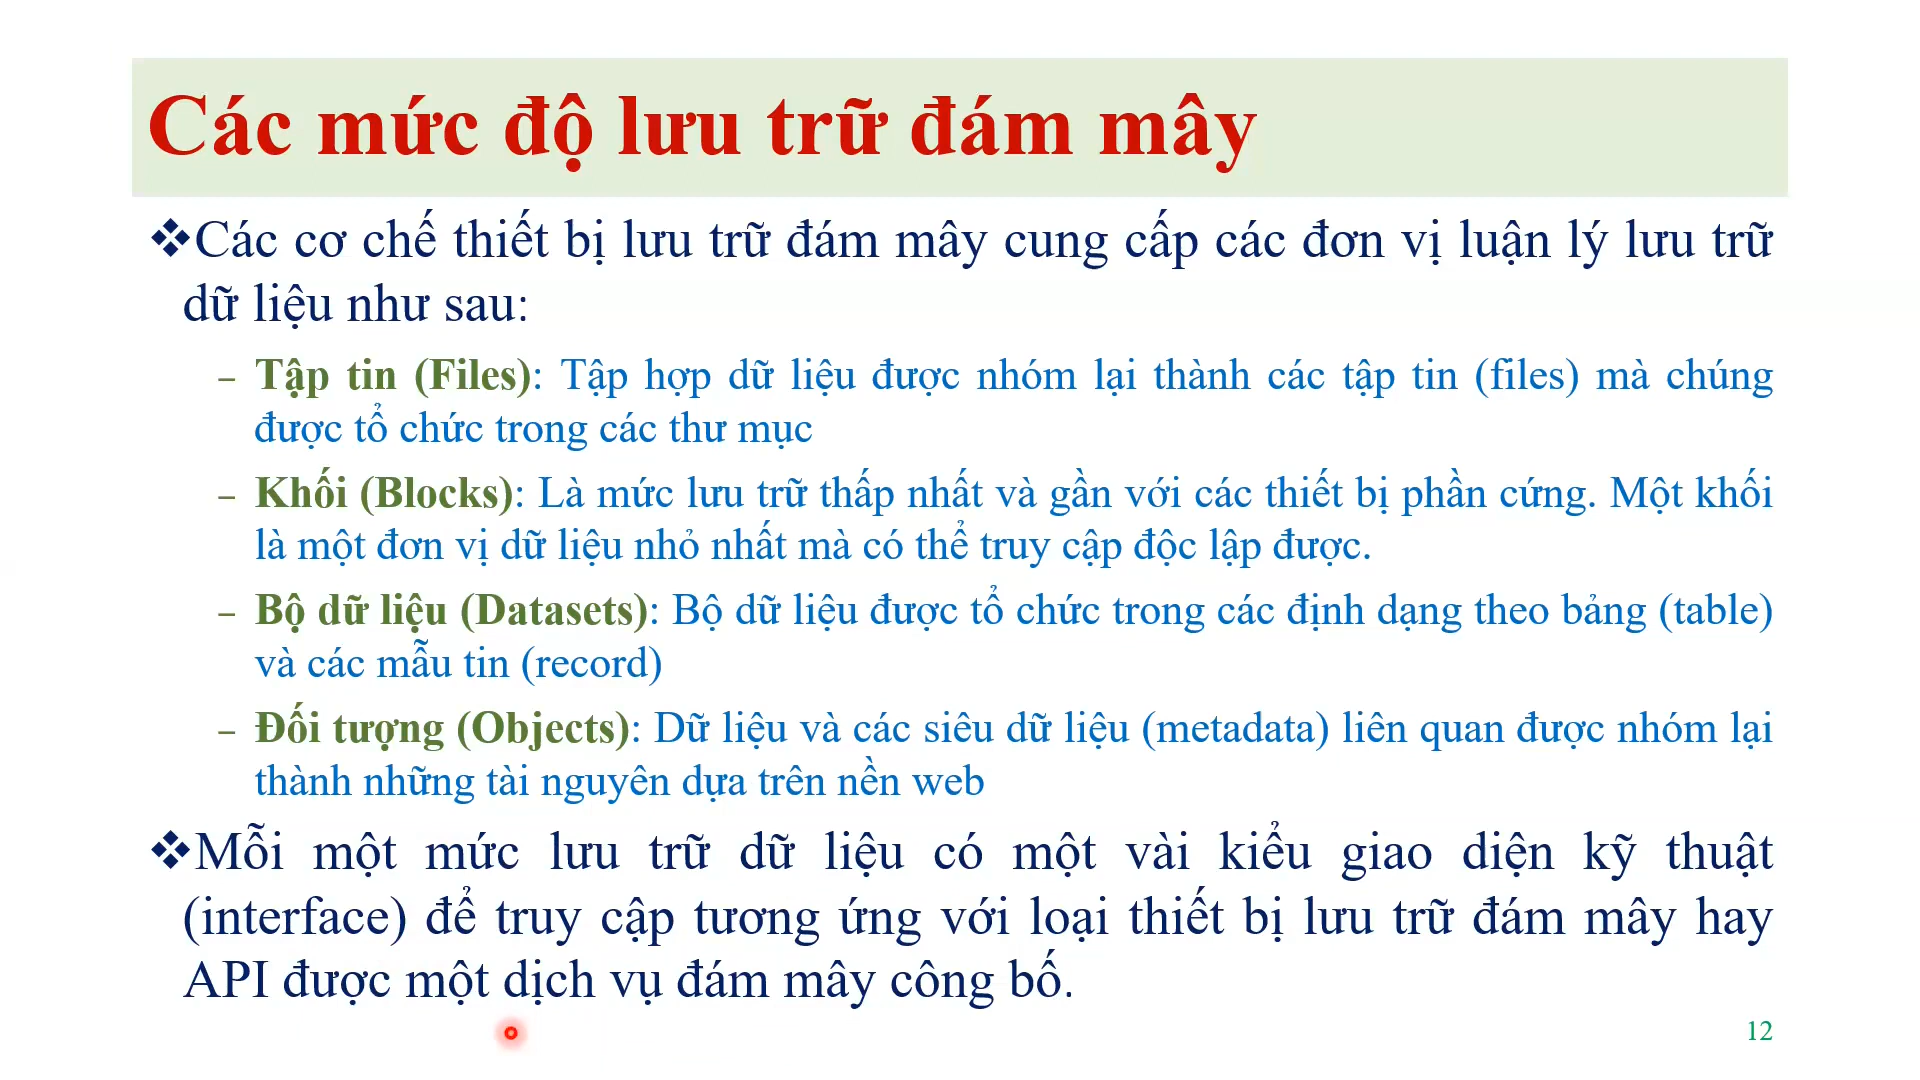 Các mức độ lưu trữ đám mây
❖Các cơ chế thiết bị lưu trữ đám mây cung cấp các đơn vị luận lý lưu trữ
dữ liệu như sau:
– Tập tin (Files): Tập hợp dữ liệu được nhóm lại thành các tập tin (files) mà chúng
được tổ chức trong các thư mục
– Khối (Blocks): Là mức lưu trữ thấp nhất và gần với các thiết bị phần cứng. Một khối
là một đơn vị dữ liệu nhỏ nhất mà có thể truy cập độc lập được.
– Bộ dữ liệu (Datasets): Bộ dữ liệu được tổ chức trong các định dạng theo bảng (table)
và các mẫu tin (record)
– Đối tượng (Objects): Dữ liệu và các siêu dữ liệu (metadata) liên quan được nhóm lại
thành những tài nguyên dựa trên nền web
❖Mỗi một mức lưu trữ dữ liệu có một vài kiểu giao diện kỹ thuật
(interface) để truy cập tương ứng với loại thiết bị lưu trữ đám mây hay
API được một dịch vụ đám mây công bố.
12